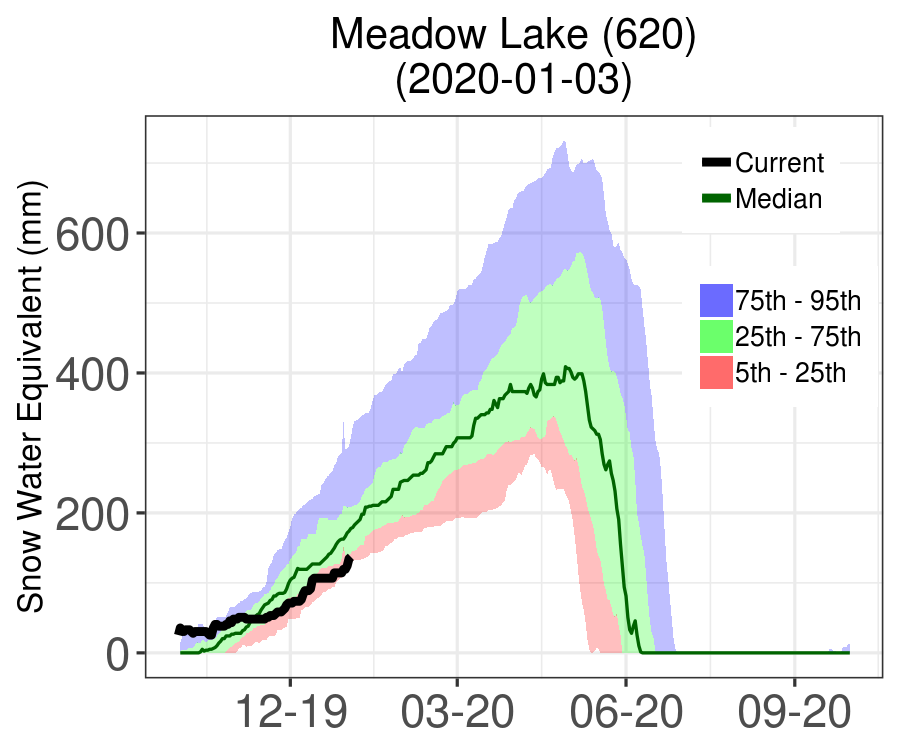 Meadow Lake (620)
(2020-01-03)
Snow Water Equivalent (mm)
600
400
200
0
Current
Median
75th - 95th
25th - 75th
5th - 25th
12-19 03-20 06-20 09-20